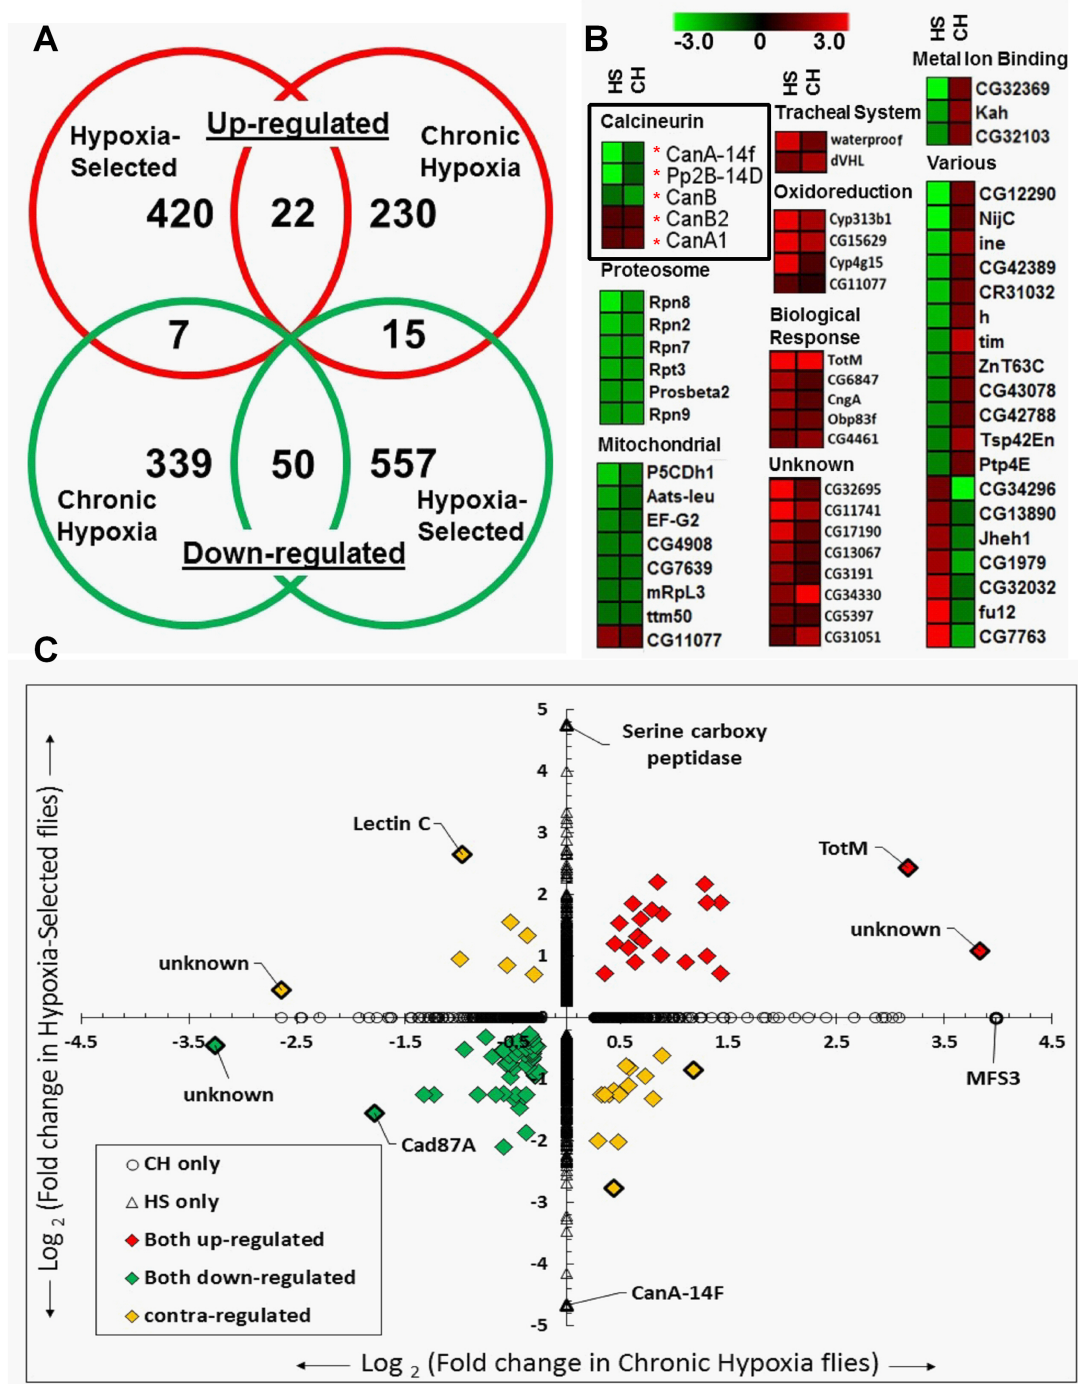 A
Hypoxia-
Selected
Up-regulated
Chronic
Hypoxia
420
22
230
7
15
339
50
557
Chronic
Hypoxia
Hypoxia-
Selected
Down-regulated
B
-3.0 0 3.0
HS CH
Calcineurin
* CanA-14f
* Pp2B-14D
* CanB
* CanB2
* CanA1
Proteosome
Rpn8
Rpn2
Rpn7
Rpt3
Prosbeta2
Rpn9
Mitochondrial
P5CDh1
Aats-leu
EF-G2
CG4908
CG7639
mRpL3
ttm50
CG11077
HS CH
Tracheal System
waterproof
dVHL
Oxidoreduction
Cyp313b1
CG15629
Cyp4g15
CG11077
Biological
Response
TotM
CG6847
CngA
Obp83f
CG4461
Unknown
CG32695
CG11741
CG17190
CG13067
CG3191
CG34330
CG5397
CG31051
HS CH
Metal Ion Binding
CG32369
Kah
CG32103
Various
CG12290
NijC
ine
CG42389
CR31032
h
tim
ZnT63C
CG43078
CG42788
Tsp42En
Ptp4E
CG34296
CG13890
Jheh1
CG1979
CG32032
fu12
CG7763
C
Log 2 (Fold change in Hypoxia-Selected flies)
5
4
3
2
1
0
-1
-2
-3
-4
-5
-4.5 -3.5 -2.5 -1.5 -0.5 0.5 1.5 2.5 3.5 4.5
Serine carboxy
peptidase
Lectin C
TotM
unknown
unknown
unknown
MFS3
Cad87A
CanA-14F
CH only
HS only
Both up-regulated
Both down-regulated
contra-regulated
Log 2 (Fold change in Chronic Hypoxia flies)